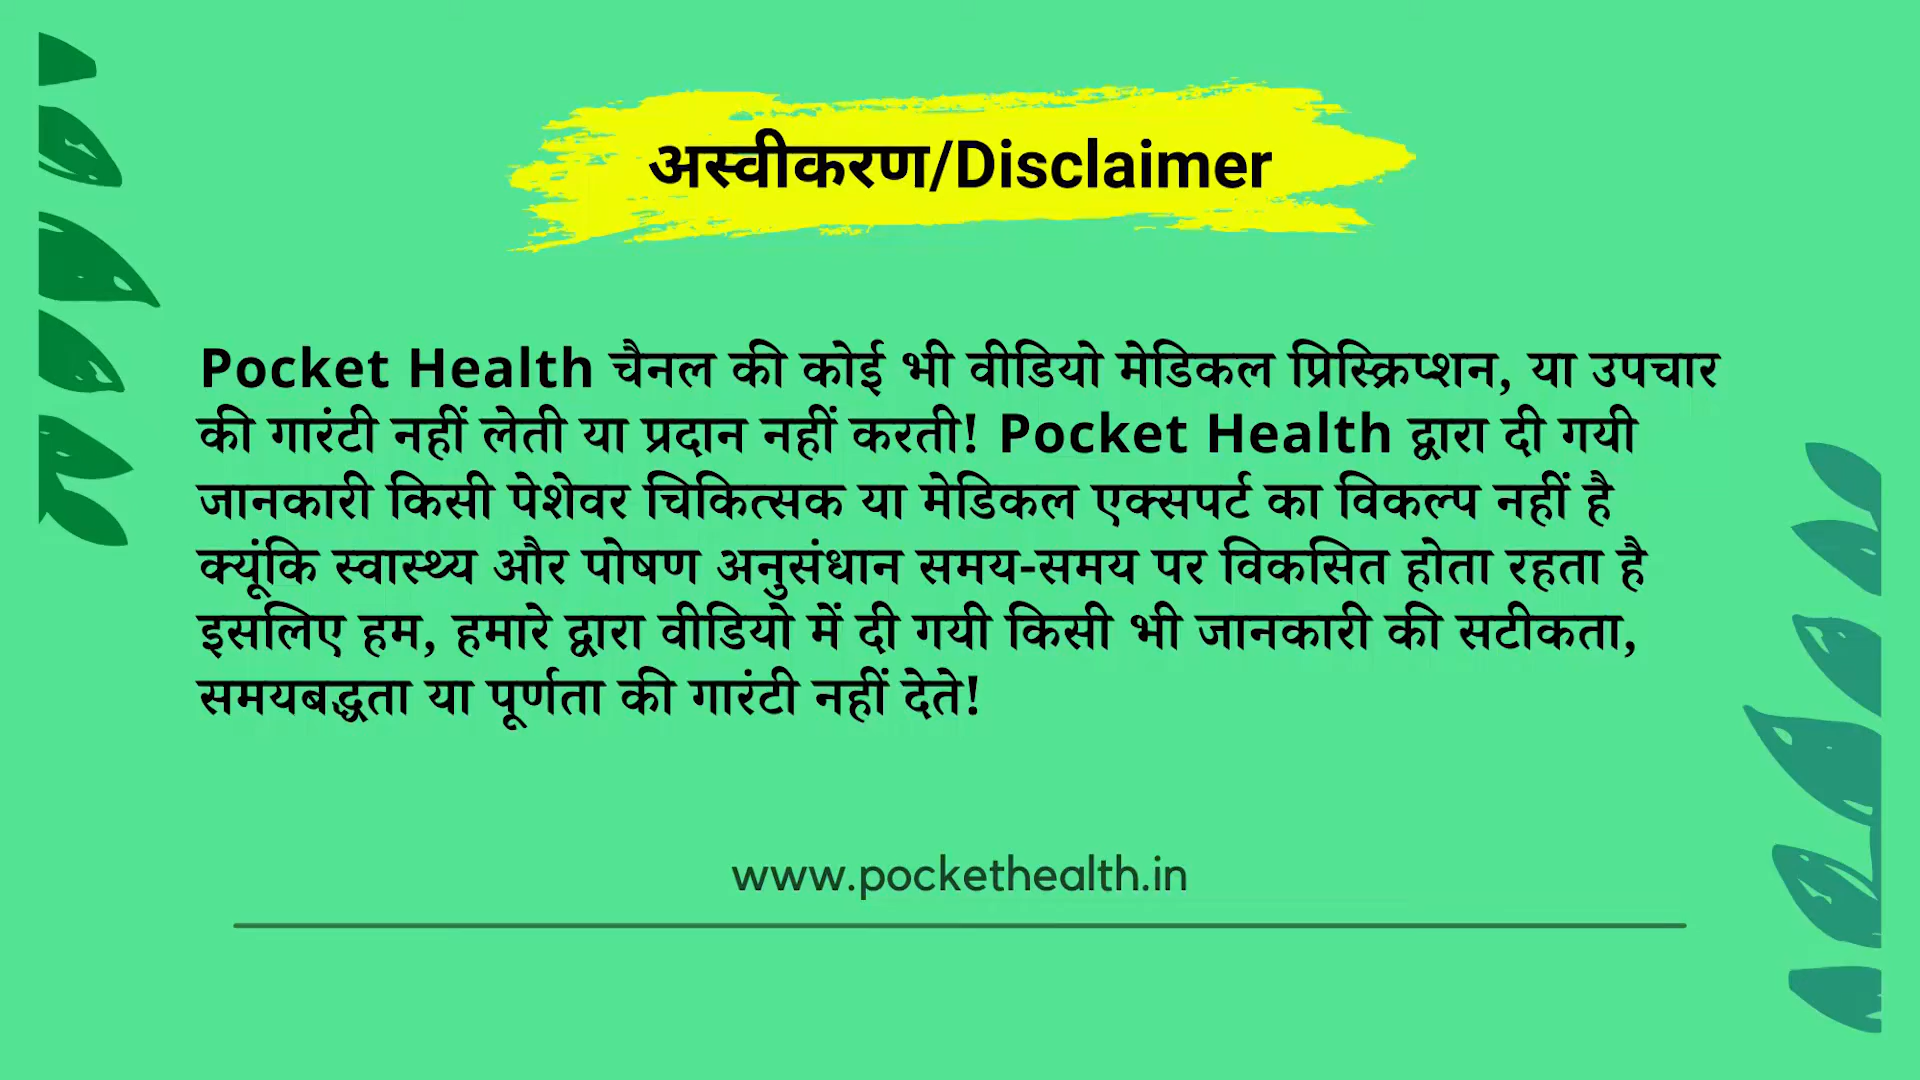 अस्वीकरण/Disclaimer
Pocket Health चैनल की कोई भी वीडियो मेडिकल प्रिस्क्रिप्शन, या उपचार
की गारंटी नहीं लेती या प्रदान नहीं करती! Pocket Health द्वारा दी गयी
जानकारी किसी पेशेवर चिकित्सक या मेडिकल एक्सपर्ट का विकल्प नहीं है
क्यूंकि स्वास्थ्य और पोषण अनुसंधान समय-समय पर विकसित होता रहता है
इसलिए हम, हमारे द्वारा वीडियो में दी गयी किसी भी जानकारी की सटीकता,
समयबद्धता या पूर्णता की गारंटी नहीं देते!
www.pockethealth.in